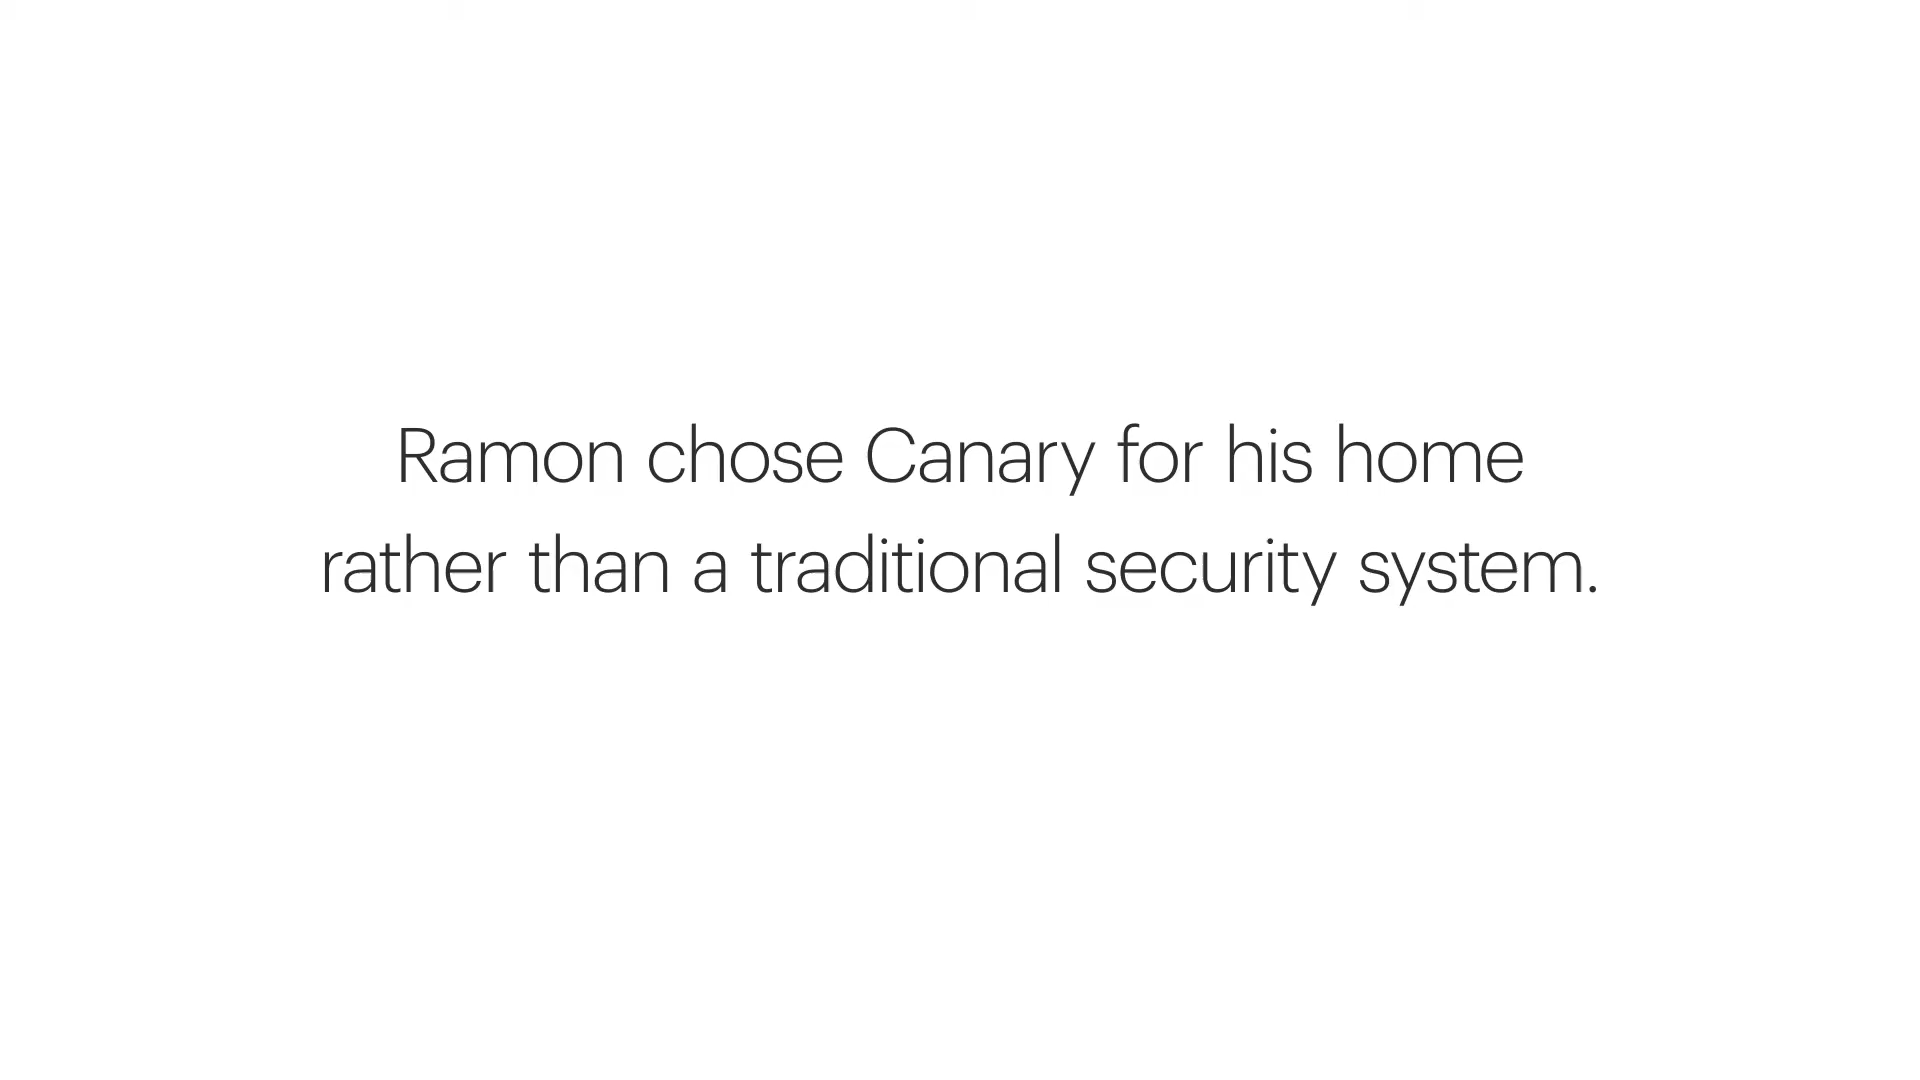 Ramon chose Canary for his home
rather than a traditional security system.